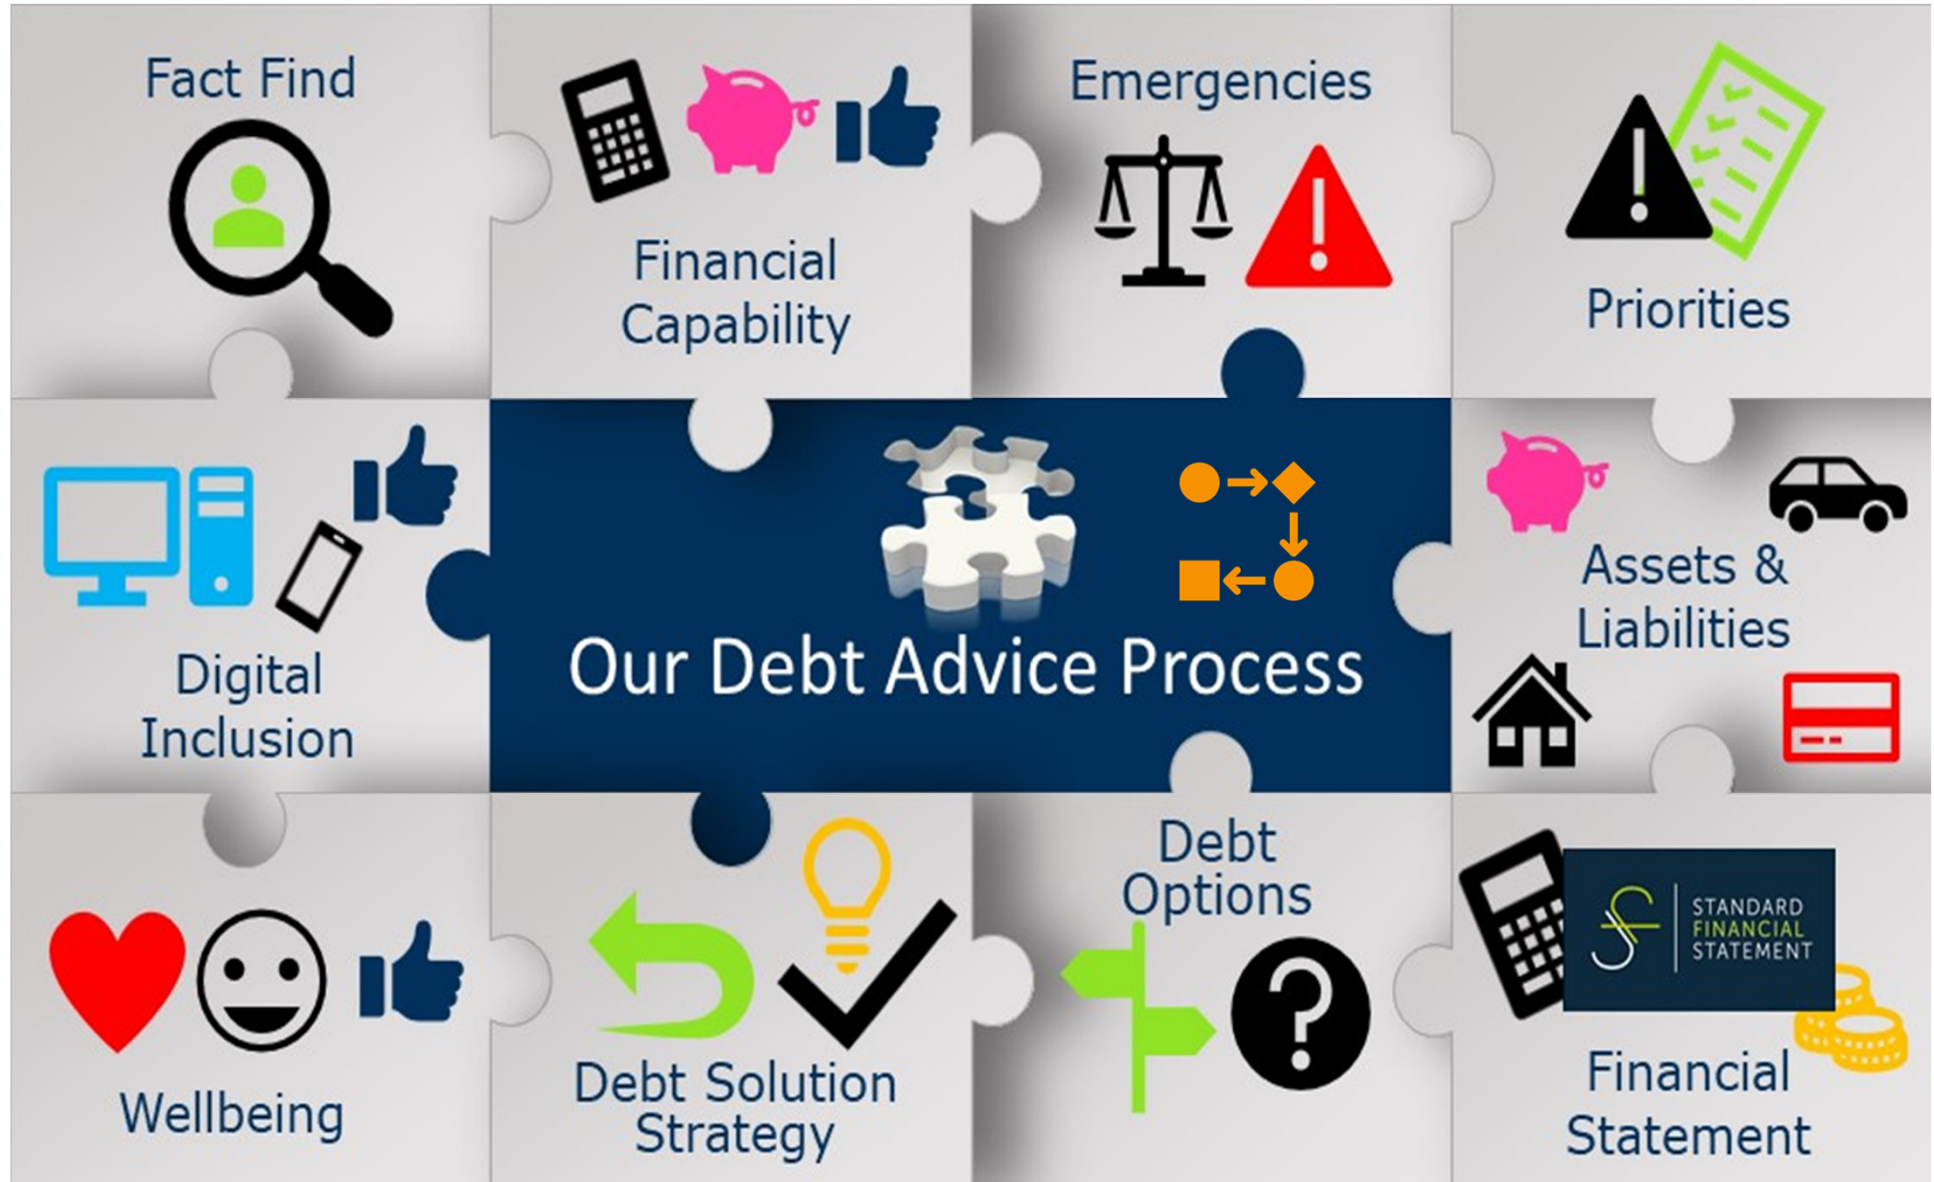 Fact Find
Financial
Capability
Emergencies
Priorities
Digital
Inclusion
Our Debt Advice Process
Assets &
Liabilities
Wellbeing
Debt Solution
Strategy
Debt
Options
STANDARD
FINANCIAL
STATEMENT
Financial
Statement